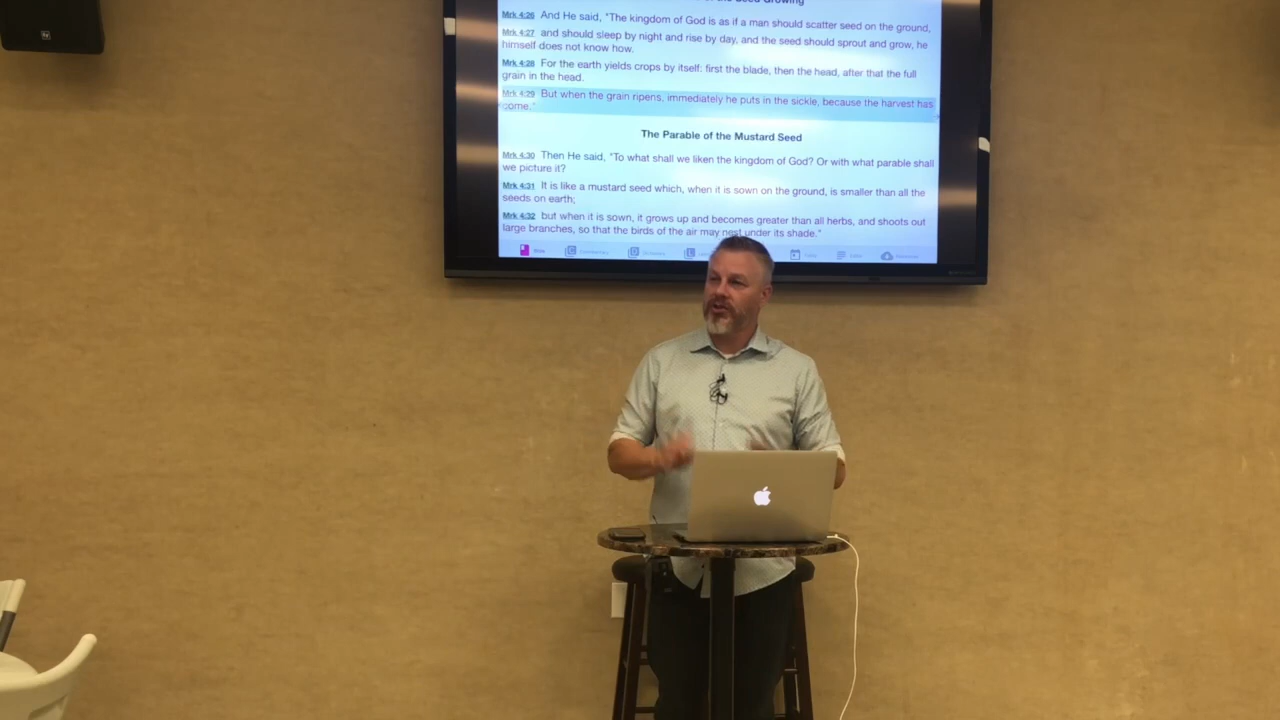 of the Seed Growing
Mrk 4:26 And He said, "The kingdom of God is as if a man should scatter seed on the ground,
Mrk 4:27 and should sleep by night and rise by day, and the seed should sprout and grow, he
himself does not know how.
Mrk 4:28 For the earth yields crops by itself: first the blade, then the head, after that the full
grain in the head.
Mrk 4:29 But when the grain ripens, immediately he puts in the sickle, because the harvest has
come."
The Parable of the Mustard Seed
Mrk 4:30 Then He said, "To what shall we liken the kingdom of God? Or with what parable shall
we picture it?
Mrk 4:31 It is like a mustard seed which, when it is sown on the ground, is smaller than all the
seeds on earth;
Mrk 4:32 but when it is sown, it grows up and becomes greater than all herbs, and shoots out
large branches, so that the birds of the air may nest under its shade."